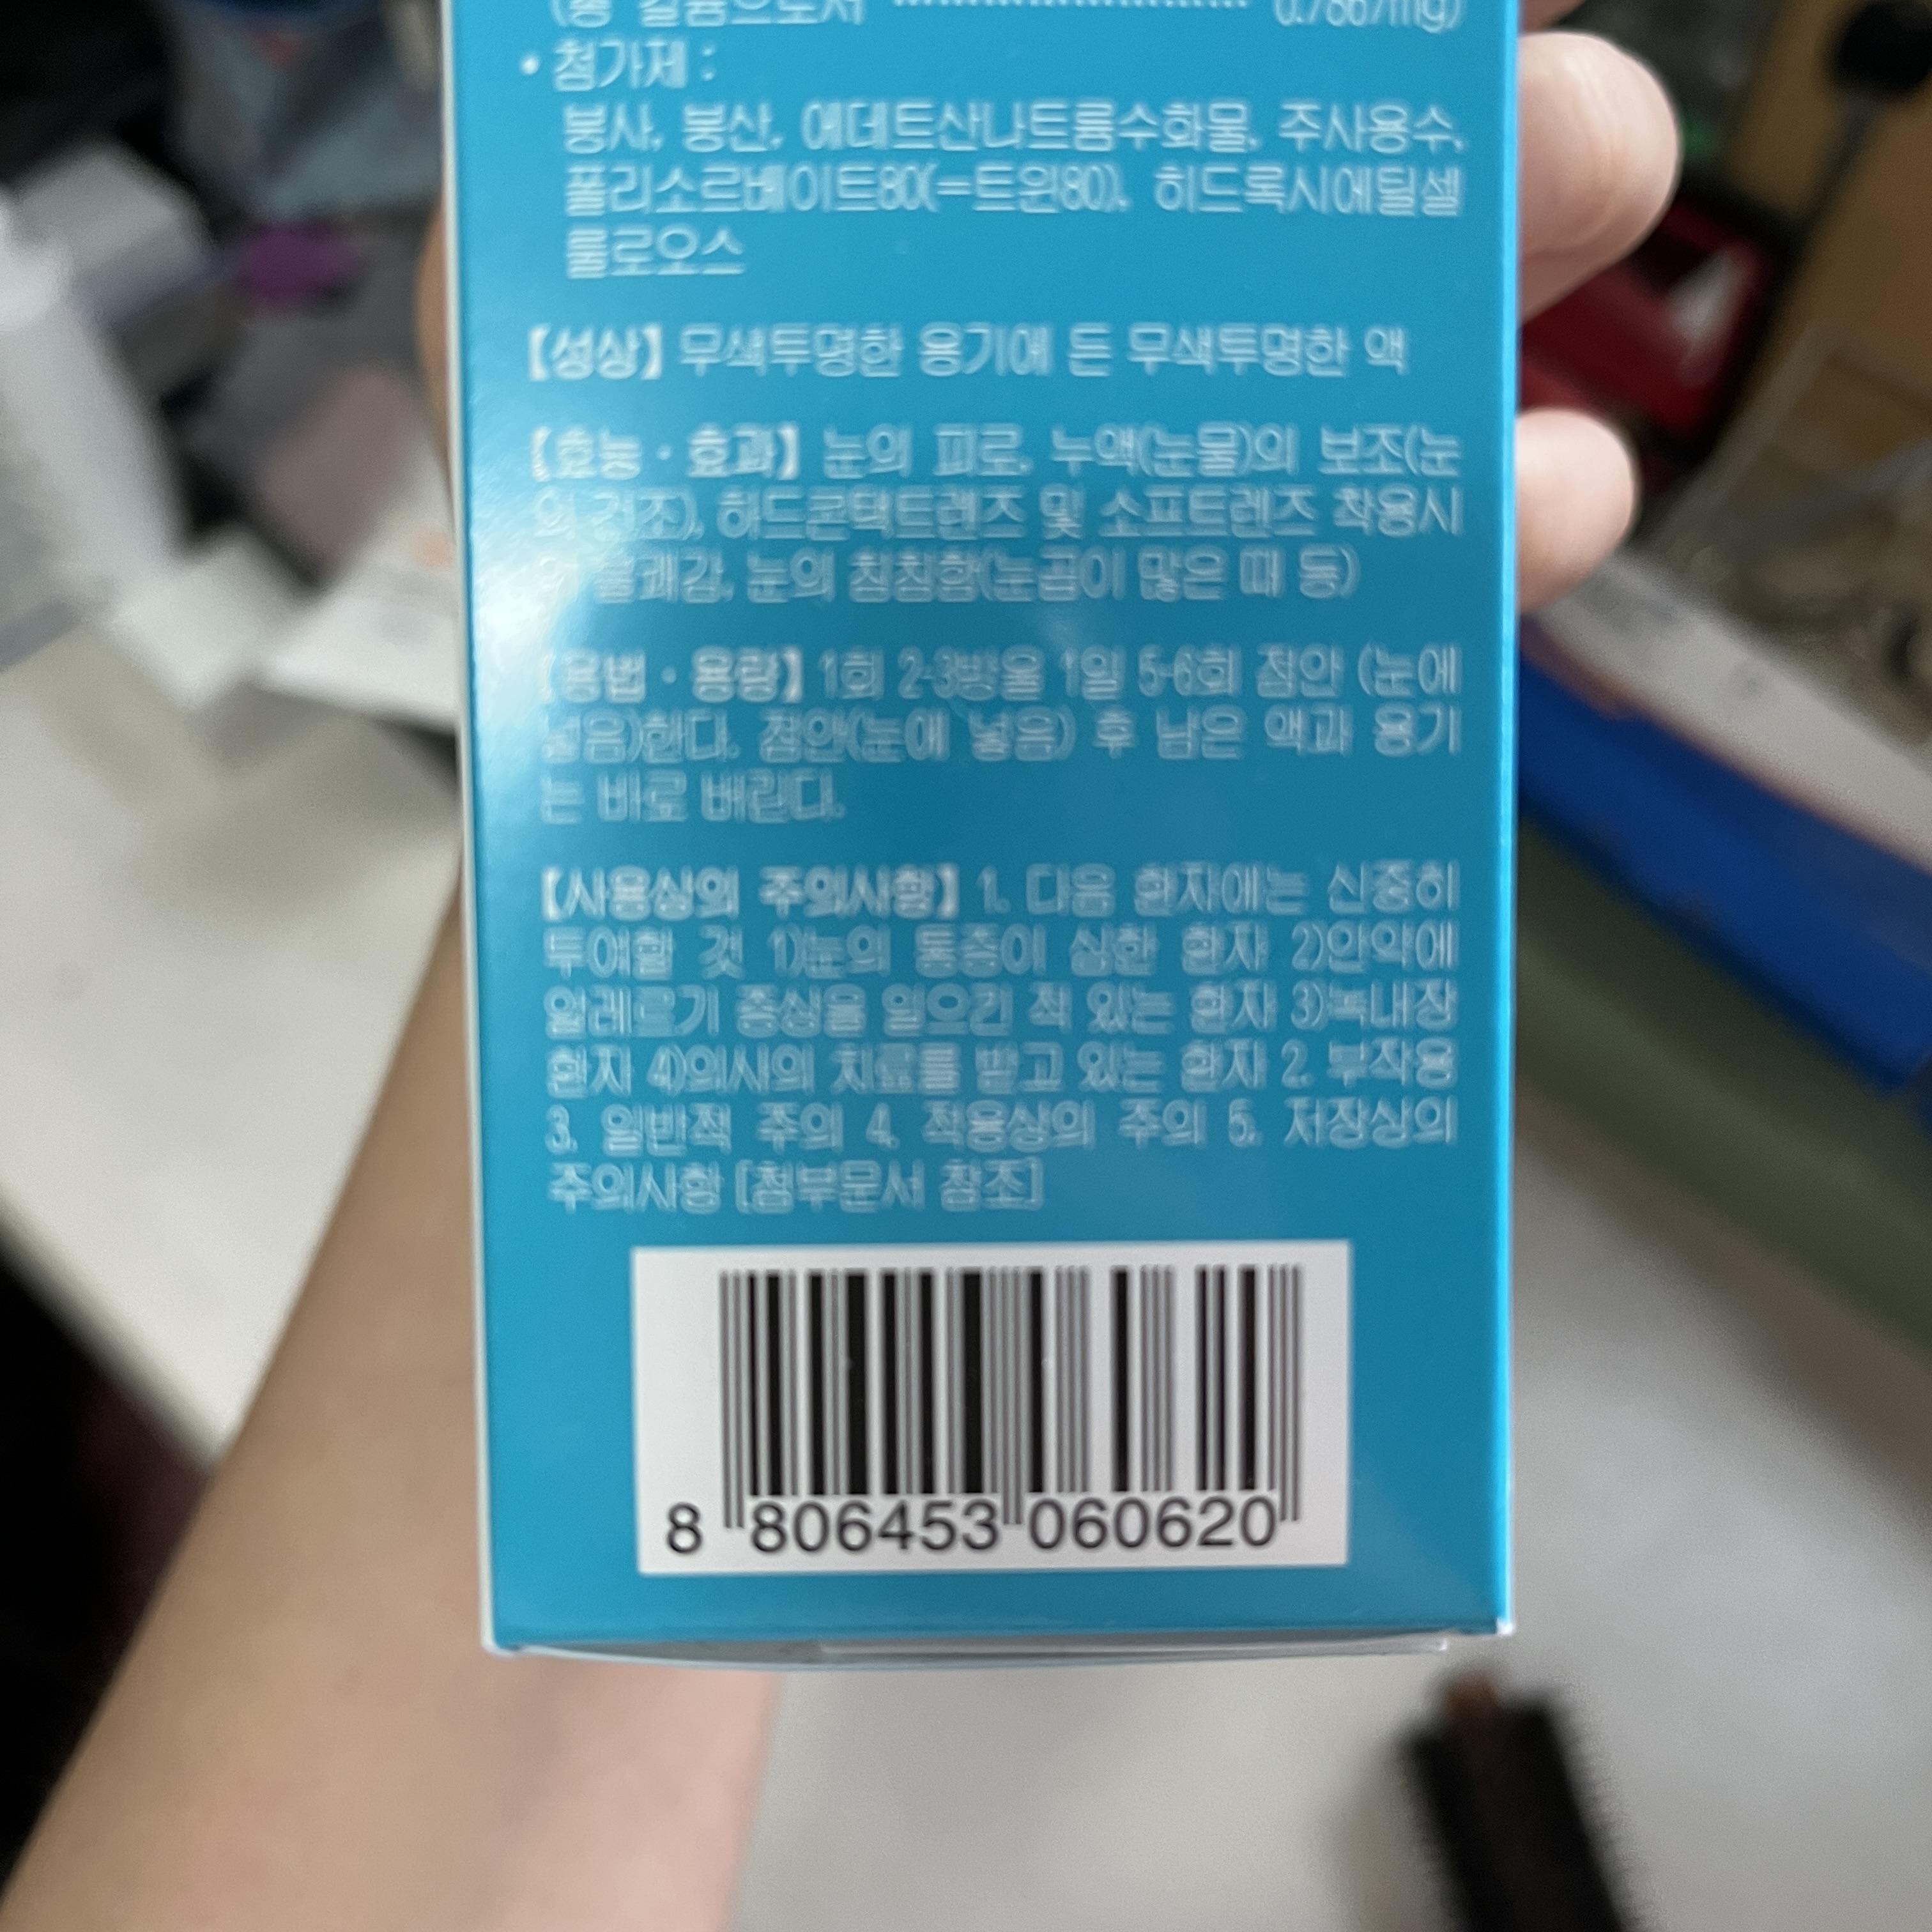 (총 칼륨으로서 0.7867mg)
• 첨가제 :
붕사, 붕산, 에데트산나트륨수화물, 주사용수,
폴리소르베이트80(=트윈80), 히드록시에틸셀
룰로오스
【성상】 무색투명한 용기에 든 무색투명한 액
【효능 · 효과】 눈의 피로, 누액(눈물)의 보조(눈
의 건조), 하드콘택트렌즈 및 소프트렌즈 착용시
의 불쾌감, 눈의 침침함(눈곱이 많은 때 등)
【용법 · 용량】 1회 2-3방울 1일 5-6회 점안 (눈에
넣음)한다. 점안(눈에 넣음) 후 남은 액과 용기
는 바로 버린다.
【사용상의 주의사항】 1. 다음 환자에는 신중히
투여할 것 1)눈의 통증이 심한 환자 2)안약에
알레르기 증상을 일으킨 적 있는 환자 3)녹내장
환자 4)의사의 치료를 받고 있는 환자 2. 부작용
3. 일반적 주의 4. 적용상의 주의 5. 저장상의
주의사항 [첨부문서 참조]
8 806453 060620